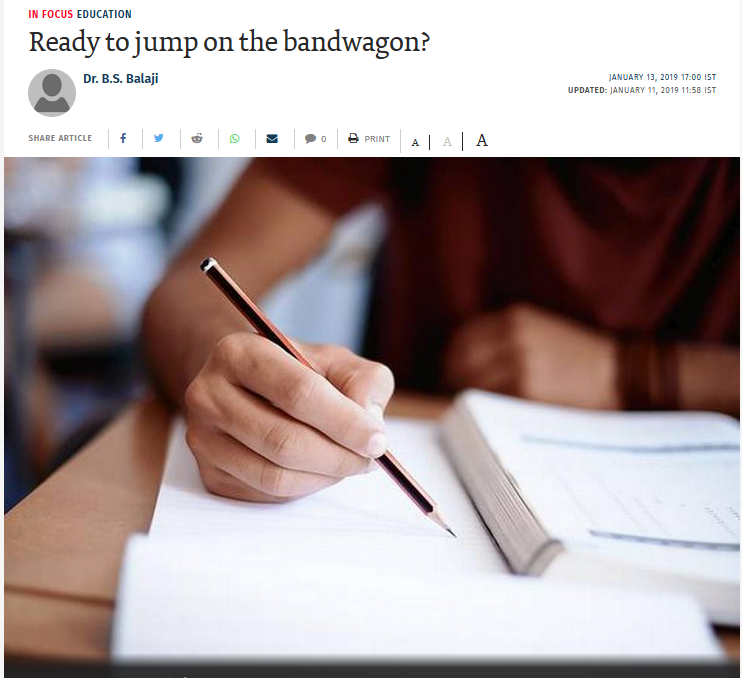 IN FOCUS EDUCATION
Ready to jump on the bandwagon?
Dr. B.S. Balaji
JANUARY 13, 2019 17:00 IST
UPDATED: JANUARY 11, 2019 11:58 IST
SHARE ARTICLE 0 PRINT A A A